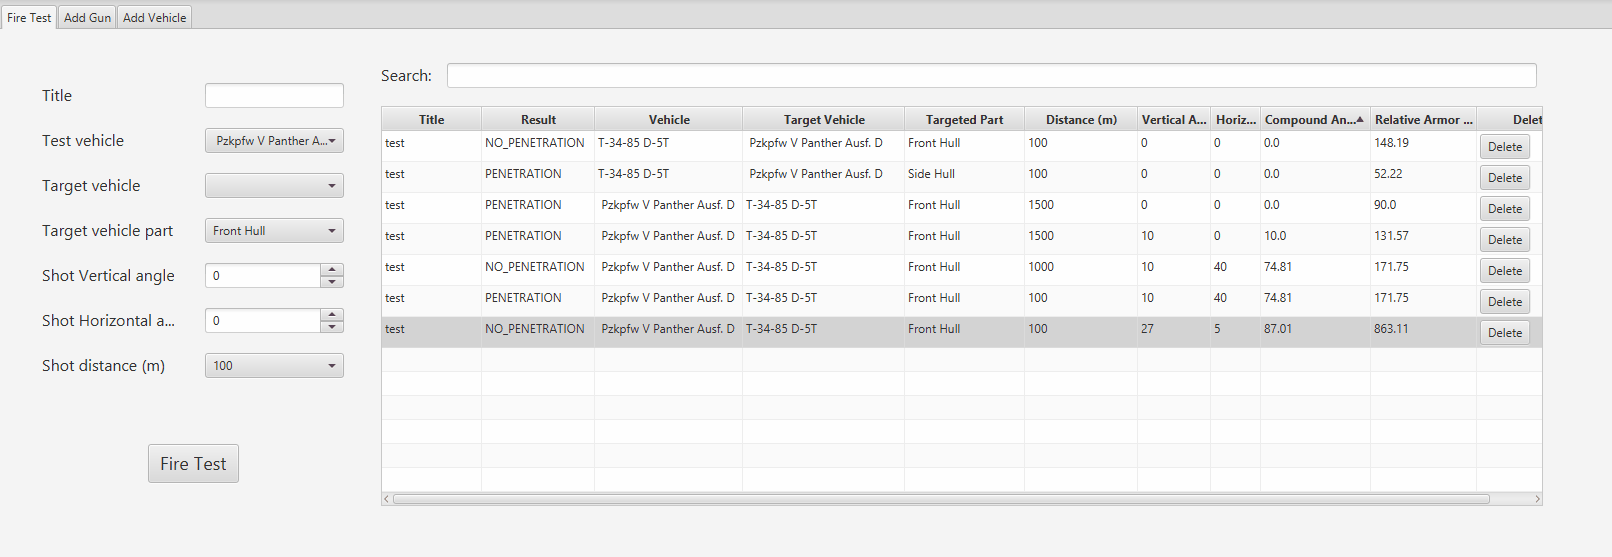 Fire Test Add Gun Add Vehicle
Search:
Title
Test vehicle Pzkpfw V Panther A...
Target vehicle
Target vehicle part Front Hull
Shot Vertical angle 0
Shot Horizontal a... 0
Shot distance (m) 100
Fire Test
Title Result Vehicle Target Vehicle Targeted Part Distance (m) Vertical A... Horiz... Compound An... Relative Armor ... Delet
test NO_PENETRATION T-34-85 D-5T Pzkpfw V Panther Ausf. D Front Hull 100 0 0 0.0 148.19 Delete
test PENETRATION T-34-85 D-5T Pzkpfw V Panther Ausf. D Side Hull 100 0 0 0.0 52.22 Delete
test PENETRATION Pzkpfw V Panther Ausf. D T-34-85 D-5T Front Hull 1500 0 0 0.0 90.0 Delete
test PENETRATION Pzkpfw V Panther Ausf. D T-34-85 D-5T Front Hull 1500 10 0 10.0 131.57 Delete
test NO_PENETRATION Pzkpfw V Panther Ausf. D T-34-85 D-5T Front Hull 1000 10 40 74.81 171.75 Delete
test PENETRATION Pzkpfw V Panther Ausf. D T-34-85 D-5T Front Hull 100 10 40 74.81 171.75 Delete
test NO_PENETRATION Pzkpfw V Panther Ausf. D T-34-85 D-5T Front Hull 100 27 5 87.01 863.11 Delete